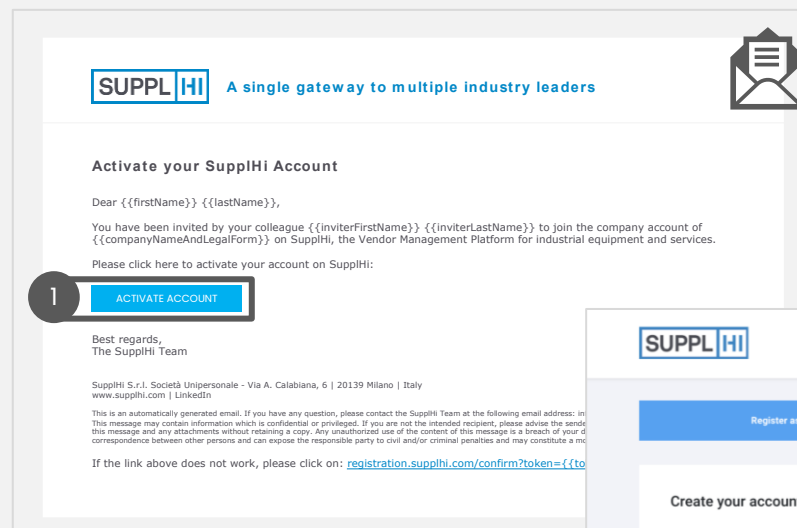 SUPPL HI
A single gateway to multiple industry leaders
Activate your SupplHi Account
Dear {{firstName}} {{lastName}},
You have been invited by your colleague {{inviterFirstName}} {{inviterLastName}} to join the company account of
{{companyNameAndLegalForm}} on SupplHi, the Vendor Management Platform for industrial equipment and services.
Please click here to activate your account on SupplHi:
1
ACTIVATE ACCOUNT
Best regards,
The SupplHi Team
SupplHi S.r.l. Società Unipersonale - Via A. Calabiana, 6 | 20139 Milano | Italy
www.supplhi.com | LinkedIn
This is an automatically generated email. If you have any question, please contact the SupplHi Team at the following email address:
This message may contain information which is confidential or privileged. If you are not the intended recipient, please advise the
this message and any attachments without retaining a copy. Any unauthorized use of the content of this message is a breach of your
correspondence between other persons and can expose the responsible party to civil and/or criminal penalties and may constitute a
If the link above does not work, please click on: registration.supplhi.com/confirm?token={{to
SUPPL HI
Register
Create your account